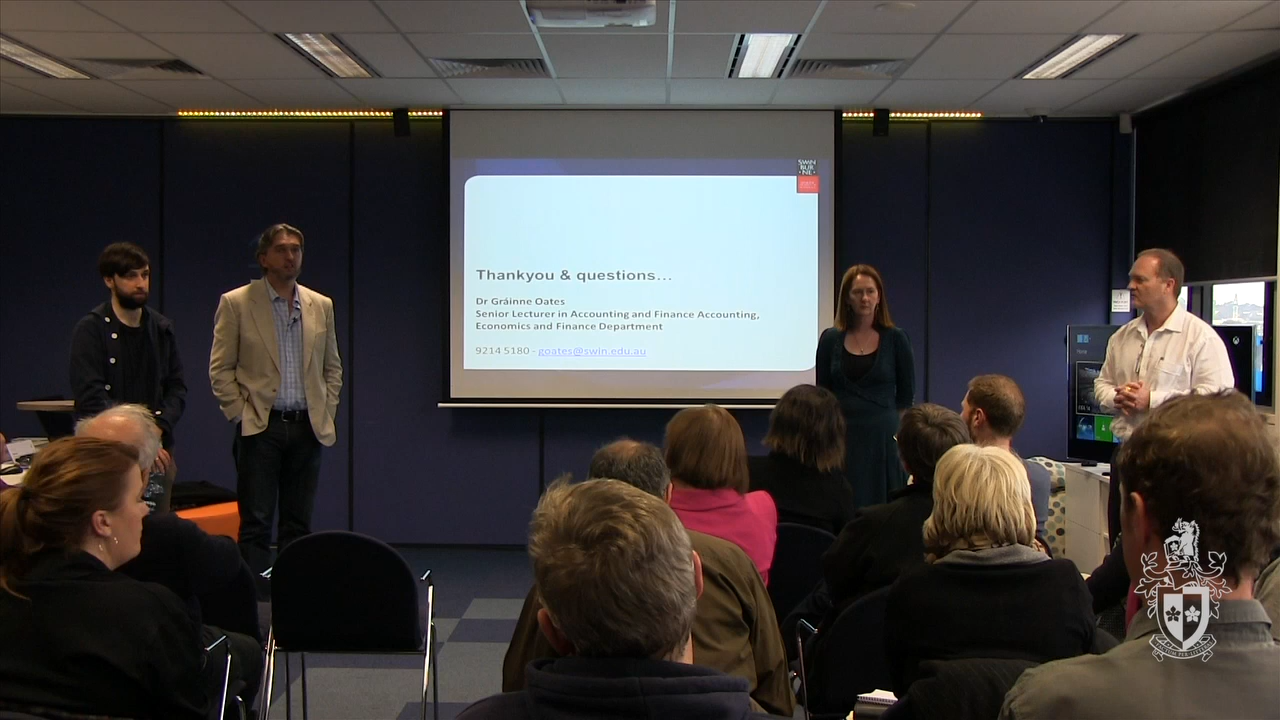 SWIN
BUR
• NE •
Thankyou & questions...
Dr Gráinne Oates
Senior Lecturer in Accounting and Finance Accounting,
Economics and Finance Department
9214 5180 - goates@swin.edu.au